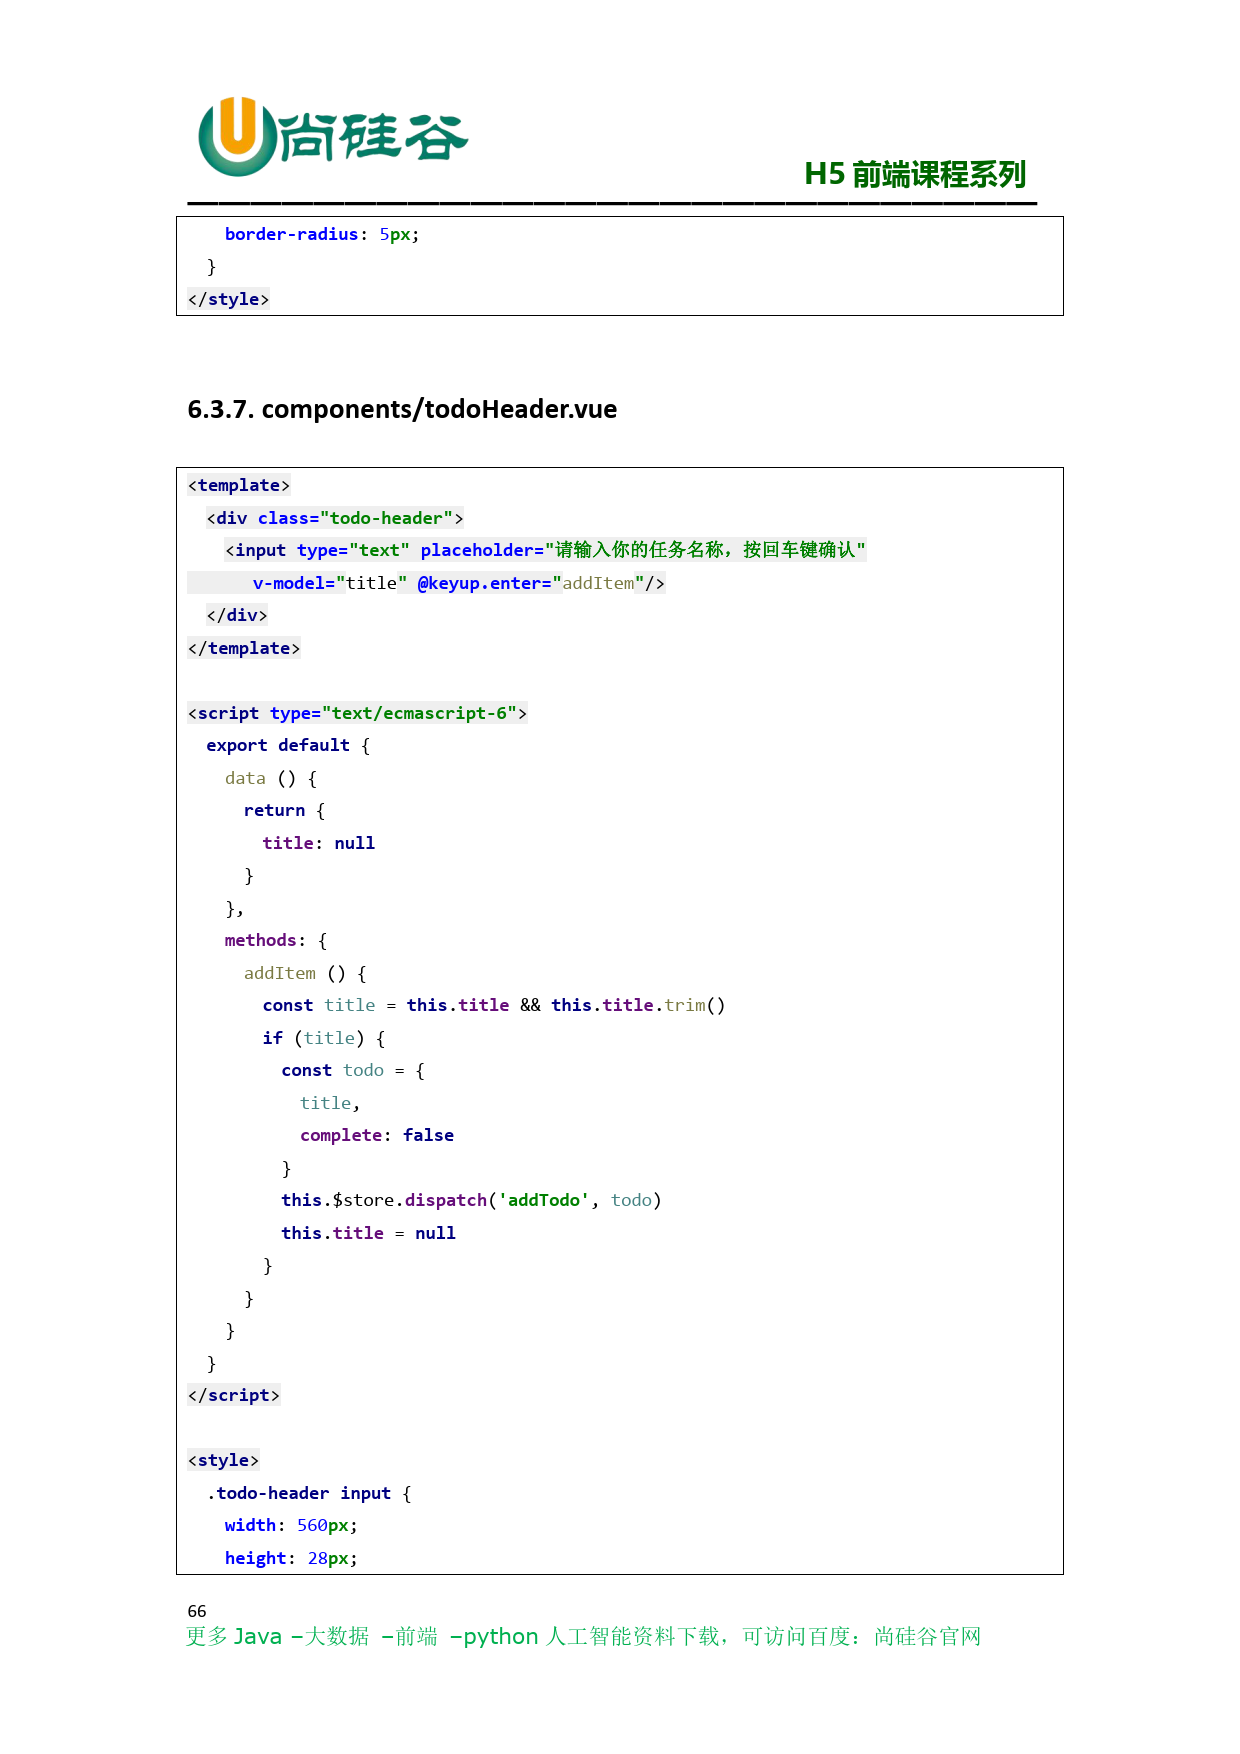 尚硅谷
H5 前端课程系列
    border-radius: 5px;
  }
</style>
6.3.7. components/todoHeader.vue
<template>
  <div class="todo-header">
    <input type="text" placeholder="请输入你的任务名称，按回车键确认"
       v-model="title" @keyup.enter="addItem"/>
  </div>
</template>
<script type="text/ecmascript-6">
  export default {
    data () {
      return {
        title: null
      }
    },
    methods: {
      addItem () {
        const title = this.title && this.title.trim()
        if (title) {
          const todo = {
            title,
            complete: false
          }
          this.$store.dispatch('addTodo', todo)
          this.title = null
        }
      }
    }
  }
</script>
<style>
  .todo-header input {
    width: 560px;
    height: 28px;
66
更多 Java –大数据 –前端 –python 人工智能资料下载，可访问百度：尚硅谷官网